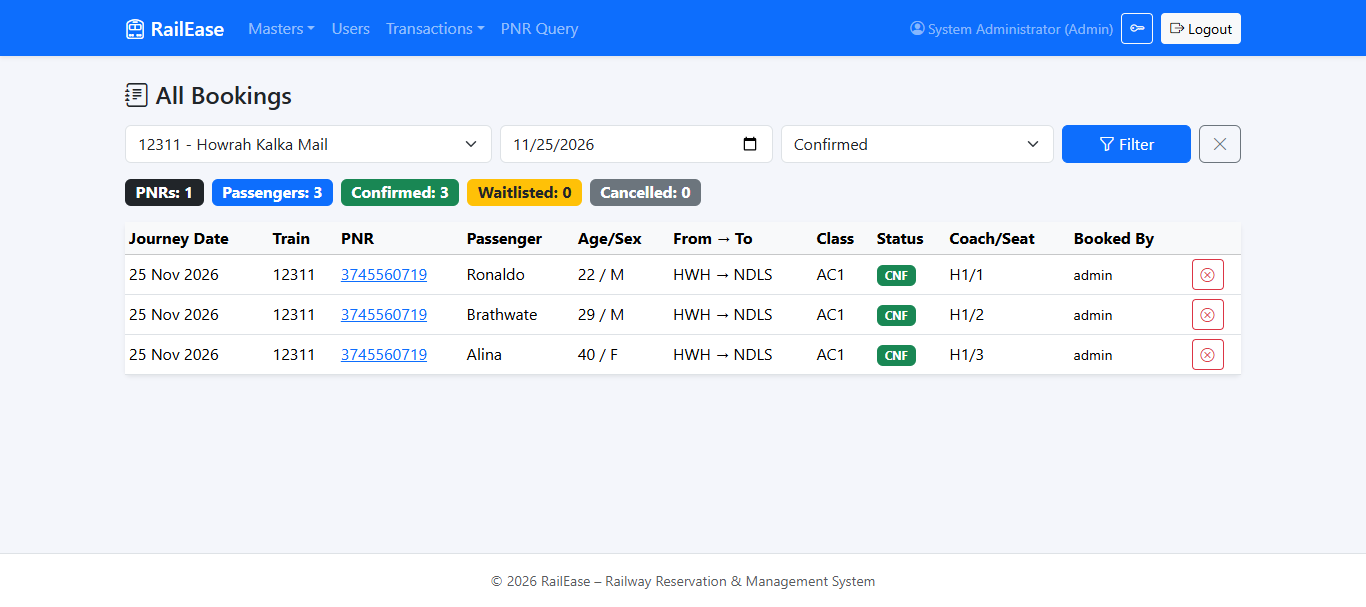 RailEase Masters Users Transactions PNR Query System Administrator (Admin) Logout
All Bookings
12311 - Howrah Kalka Mail 11/25/2026 Confirmed Filter
PNRs: 1 Passengers: 3 Confirmed: 3 Waitlisted: 0 Cancelled: 0
Journey Date Train PNR Passenger Age/Sex From → To Class Status Coach/Seat Booked By
25 Nov 2026 12311 3745560719 Ronaldo 22 / M HWH → NDLS AC1 CNF H1/1 admin
25 Nov 2026 12311 3745560719 Brathwate 29 / M HWH → NDLS AC1 CNF H1/2 admin
25 Nov 2026 12311 3745560719 Alina 40 / F HWH → NDLS AC1 CNF H1/3 admin
© 2026 RailEase – Railway Reservation & Management System